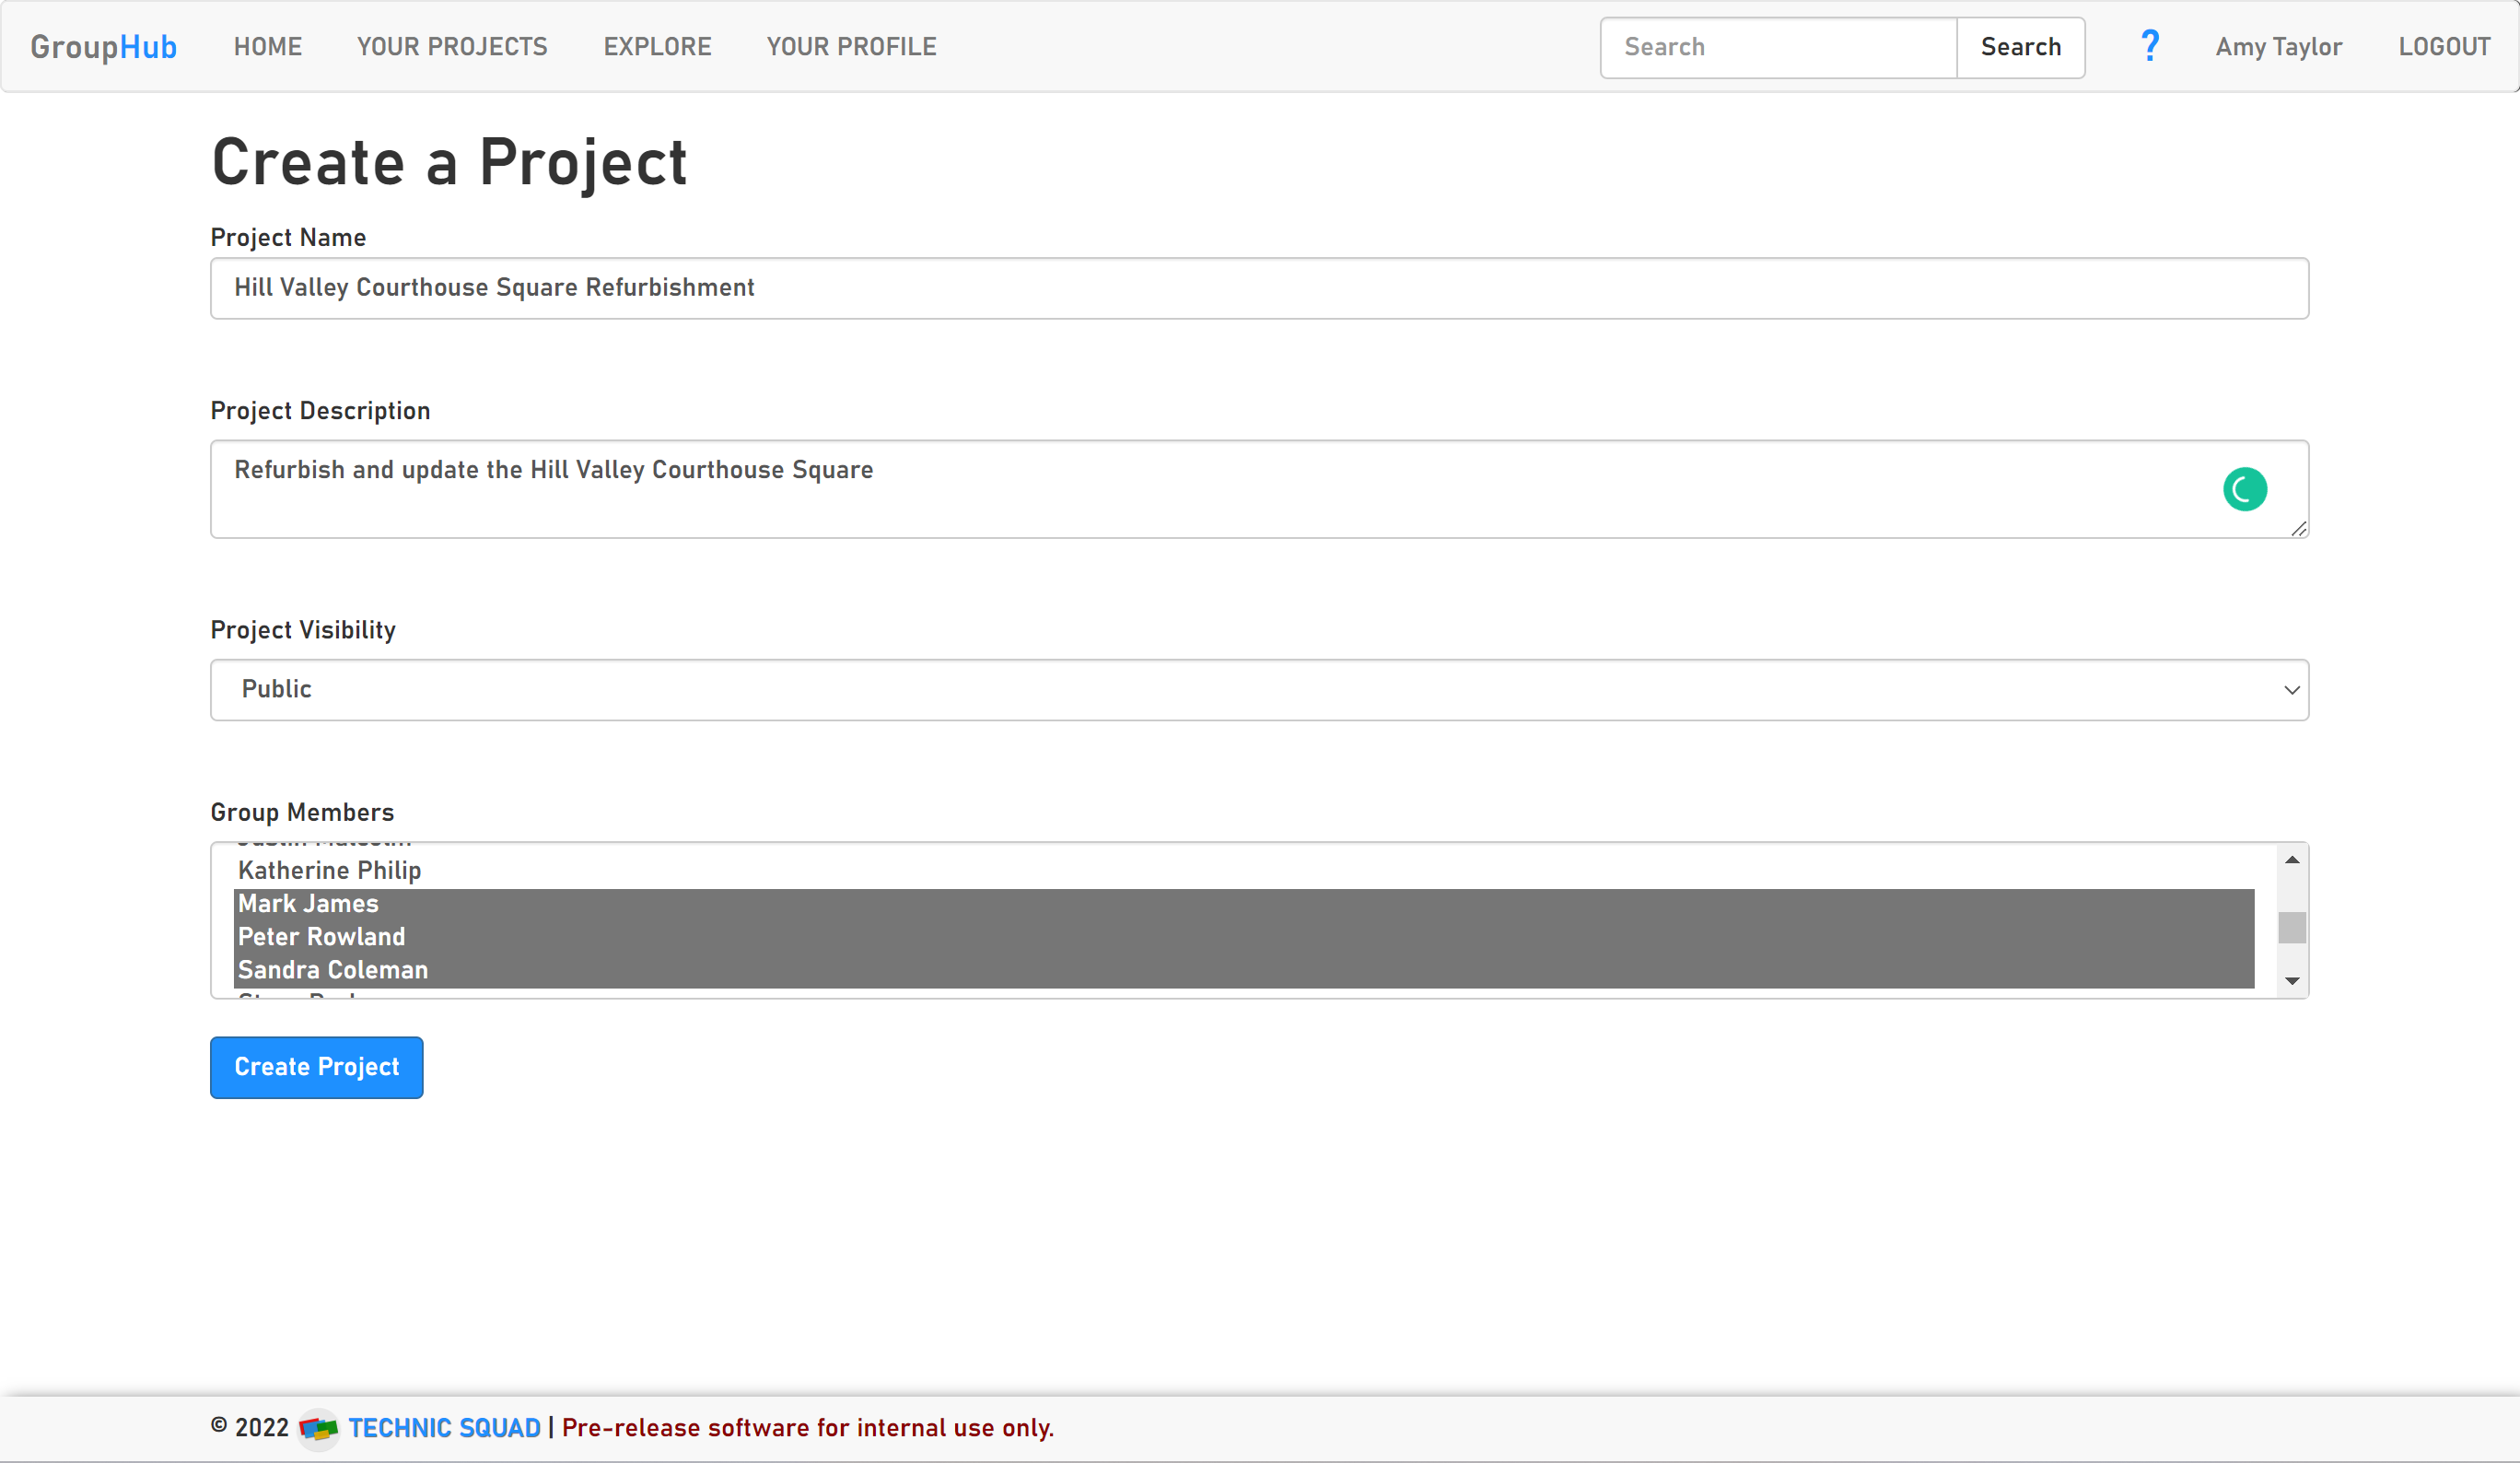 GroupHub HOME YOUR PROJECTS EXPLORE YOUR PROFILE Search Search ? Amy Taylor LOGOUT
Create a Project
Project Name
Hill Valley Courthouse Square Refurbishment
Project Description
Refurbish and update the Hill Valley Courthouse Square
Project Visibility
Public
Group Members
Katherine Philip
Mark James
Peter Rowland
Sandra Coleman
Create Project
© 2022 TECHNIC SQUAD | Pre-release software for internal use only.